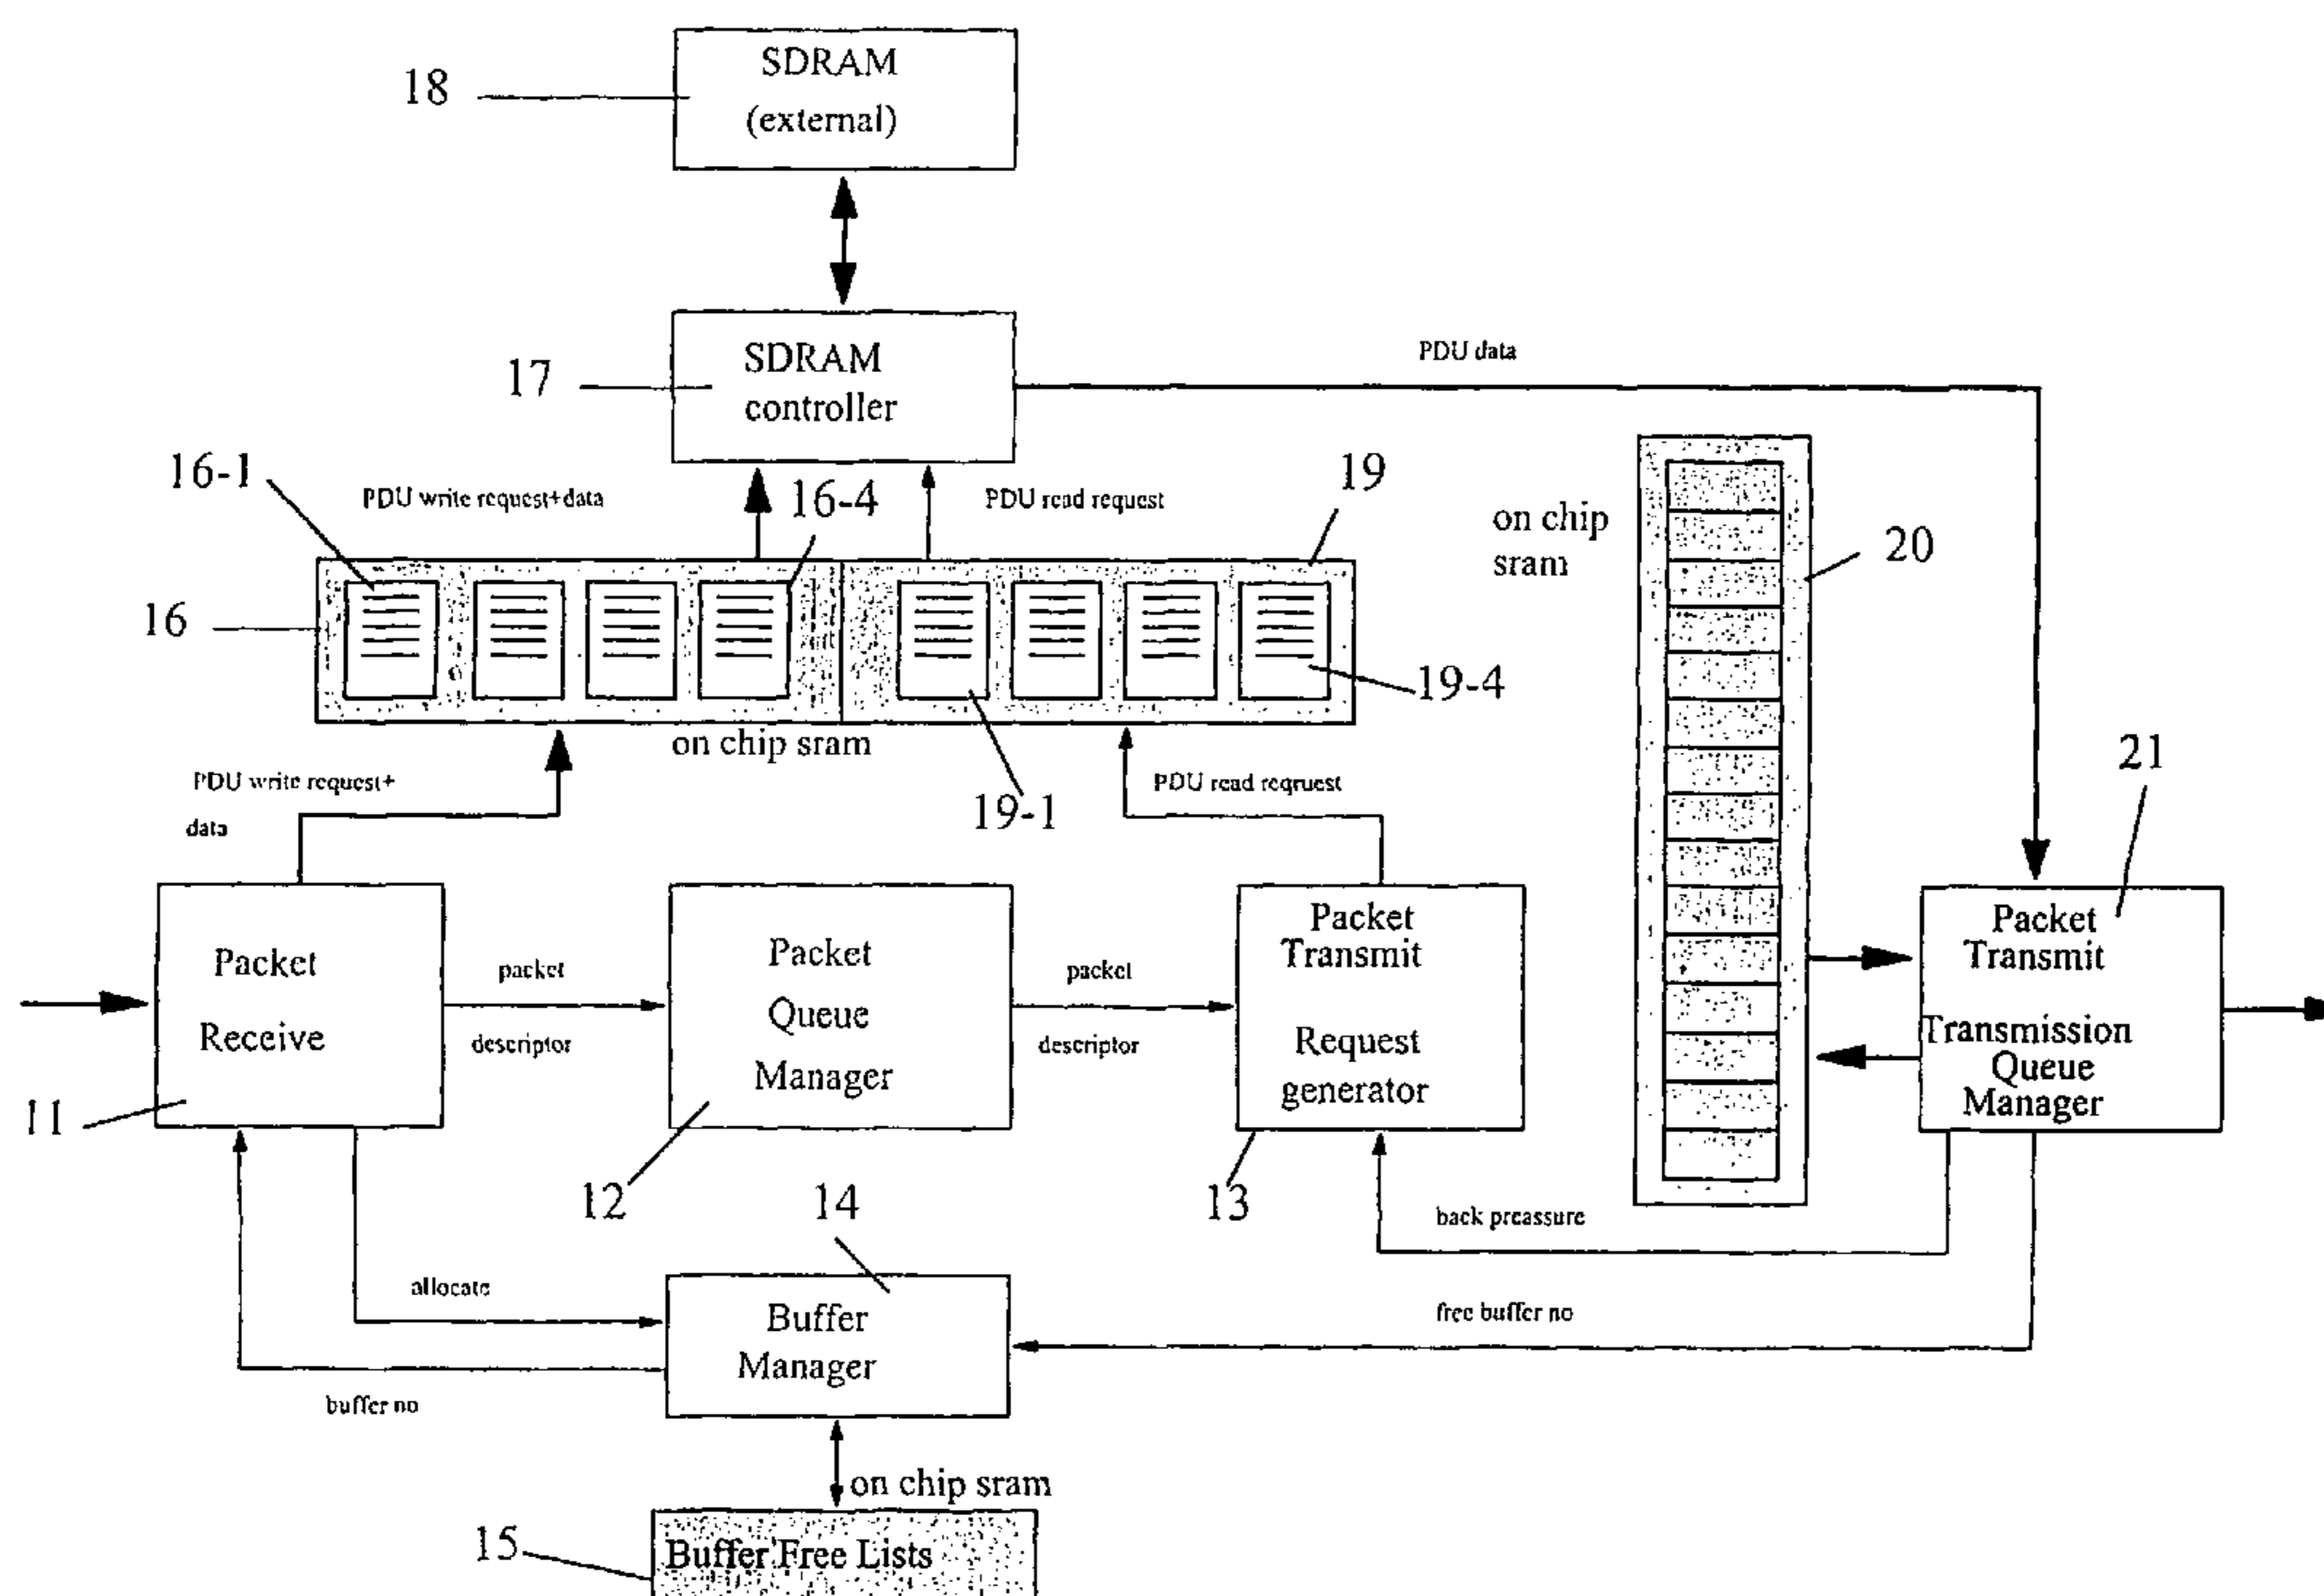 SDRAM
(external)
18
SDRAM
controller
17
PDU data
16-1
PDU write request+data
16-4
PDU read request
19
on chip
sram
20
16
19-4
on chip sram
21
PDU write request+
data
19-1
PDU read reqruest
Packet
Receive
packet
descriptor
Packet
Queue
Manager
packet
descriptor
Packet
Transmit
Request
generator
Packet
Transmit
Transmission
Queue
Manager
11
12
14
13
back preassure
allocate
Buffer
Manager
free buffer no
buffer no
on chip sram
15
Buffer Free Lists